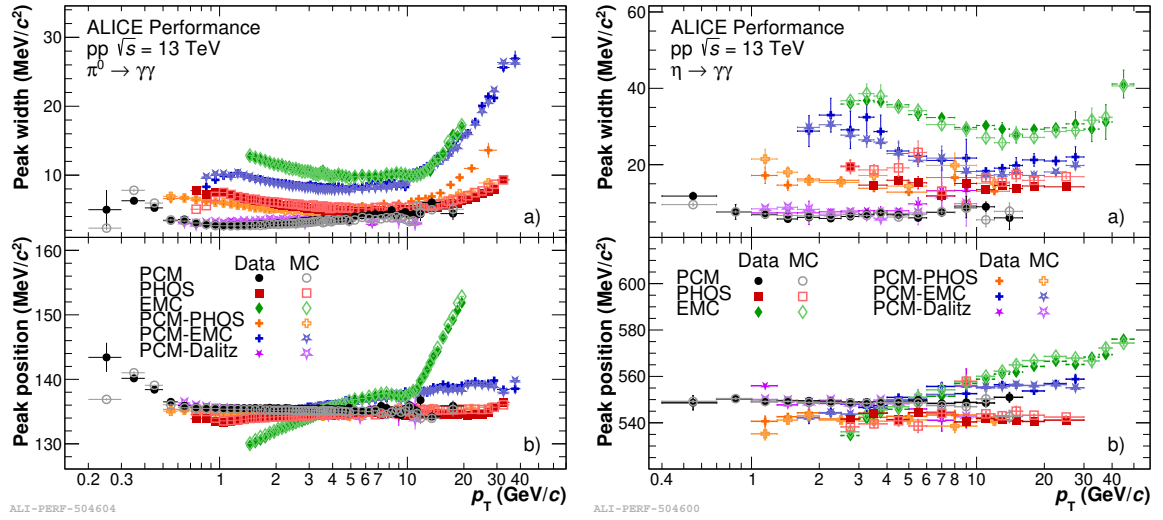 ALICE Performance
pp √s = 13 TeV
π⁰ → γγ
Peak width (MeV/c²)
30
20
10
a)
Peak position (MeV/c²)
160
150
140
130
Data MC
PCM
PHOS
EMC
PCM-PHOS
PCM-EMC
PCM-Dalitz
b)
0.2 0.3 1 2 3 4 5 6 7 10 20 30 40
pT (GeV/c)
ALI-PERF-504604
ALICE Performance
pp √s = 13 TeV
η → γγ
Peak width (MeV/c²)
60
40
20
a)
Peak position (MeV/c²)
600
580
560
540
Data MC Data MC
PCM PCM-PHOS
PHOS PCM-EMC
EMC PCM-Dalitz
b)
0.4 1 2 3 4 5 6 7 10 20 30 40
pT (GeV/c)
ALI-PERF-504600